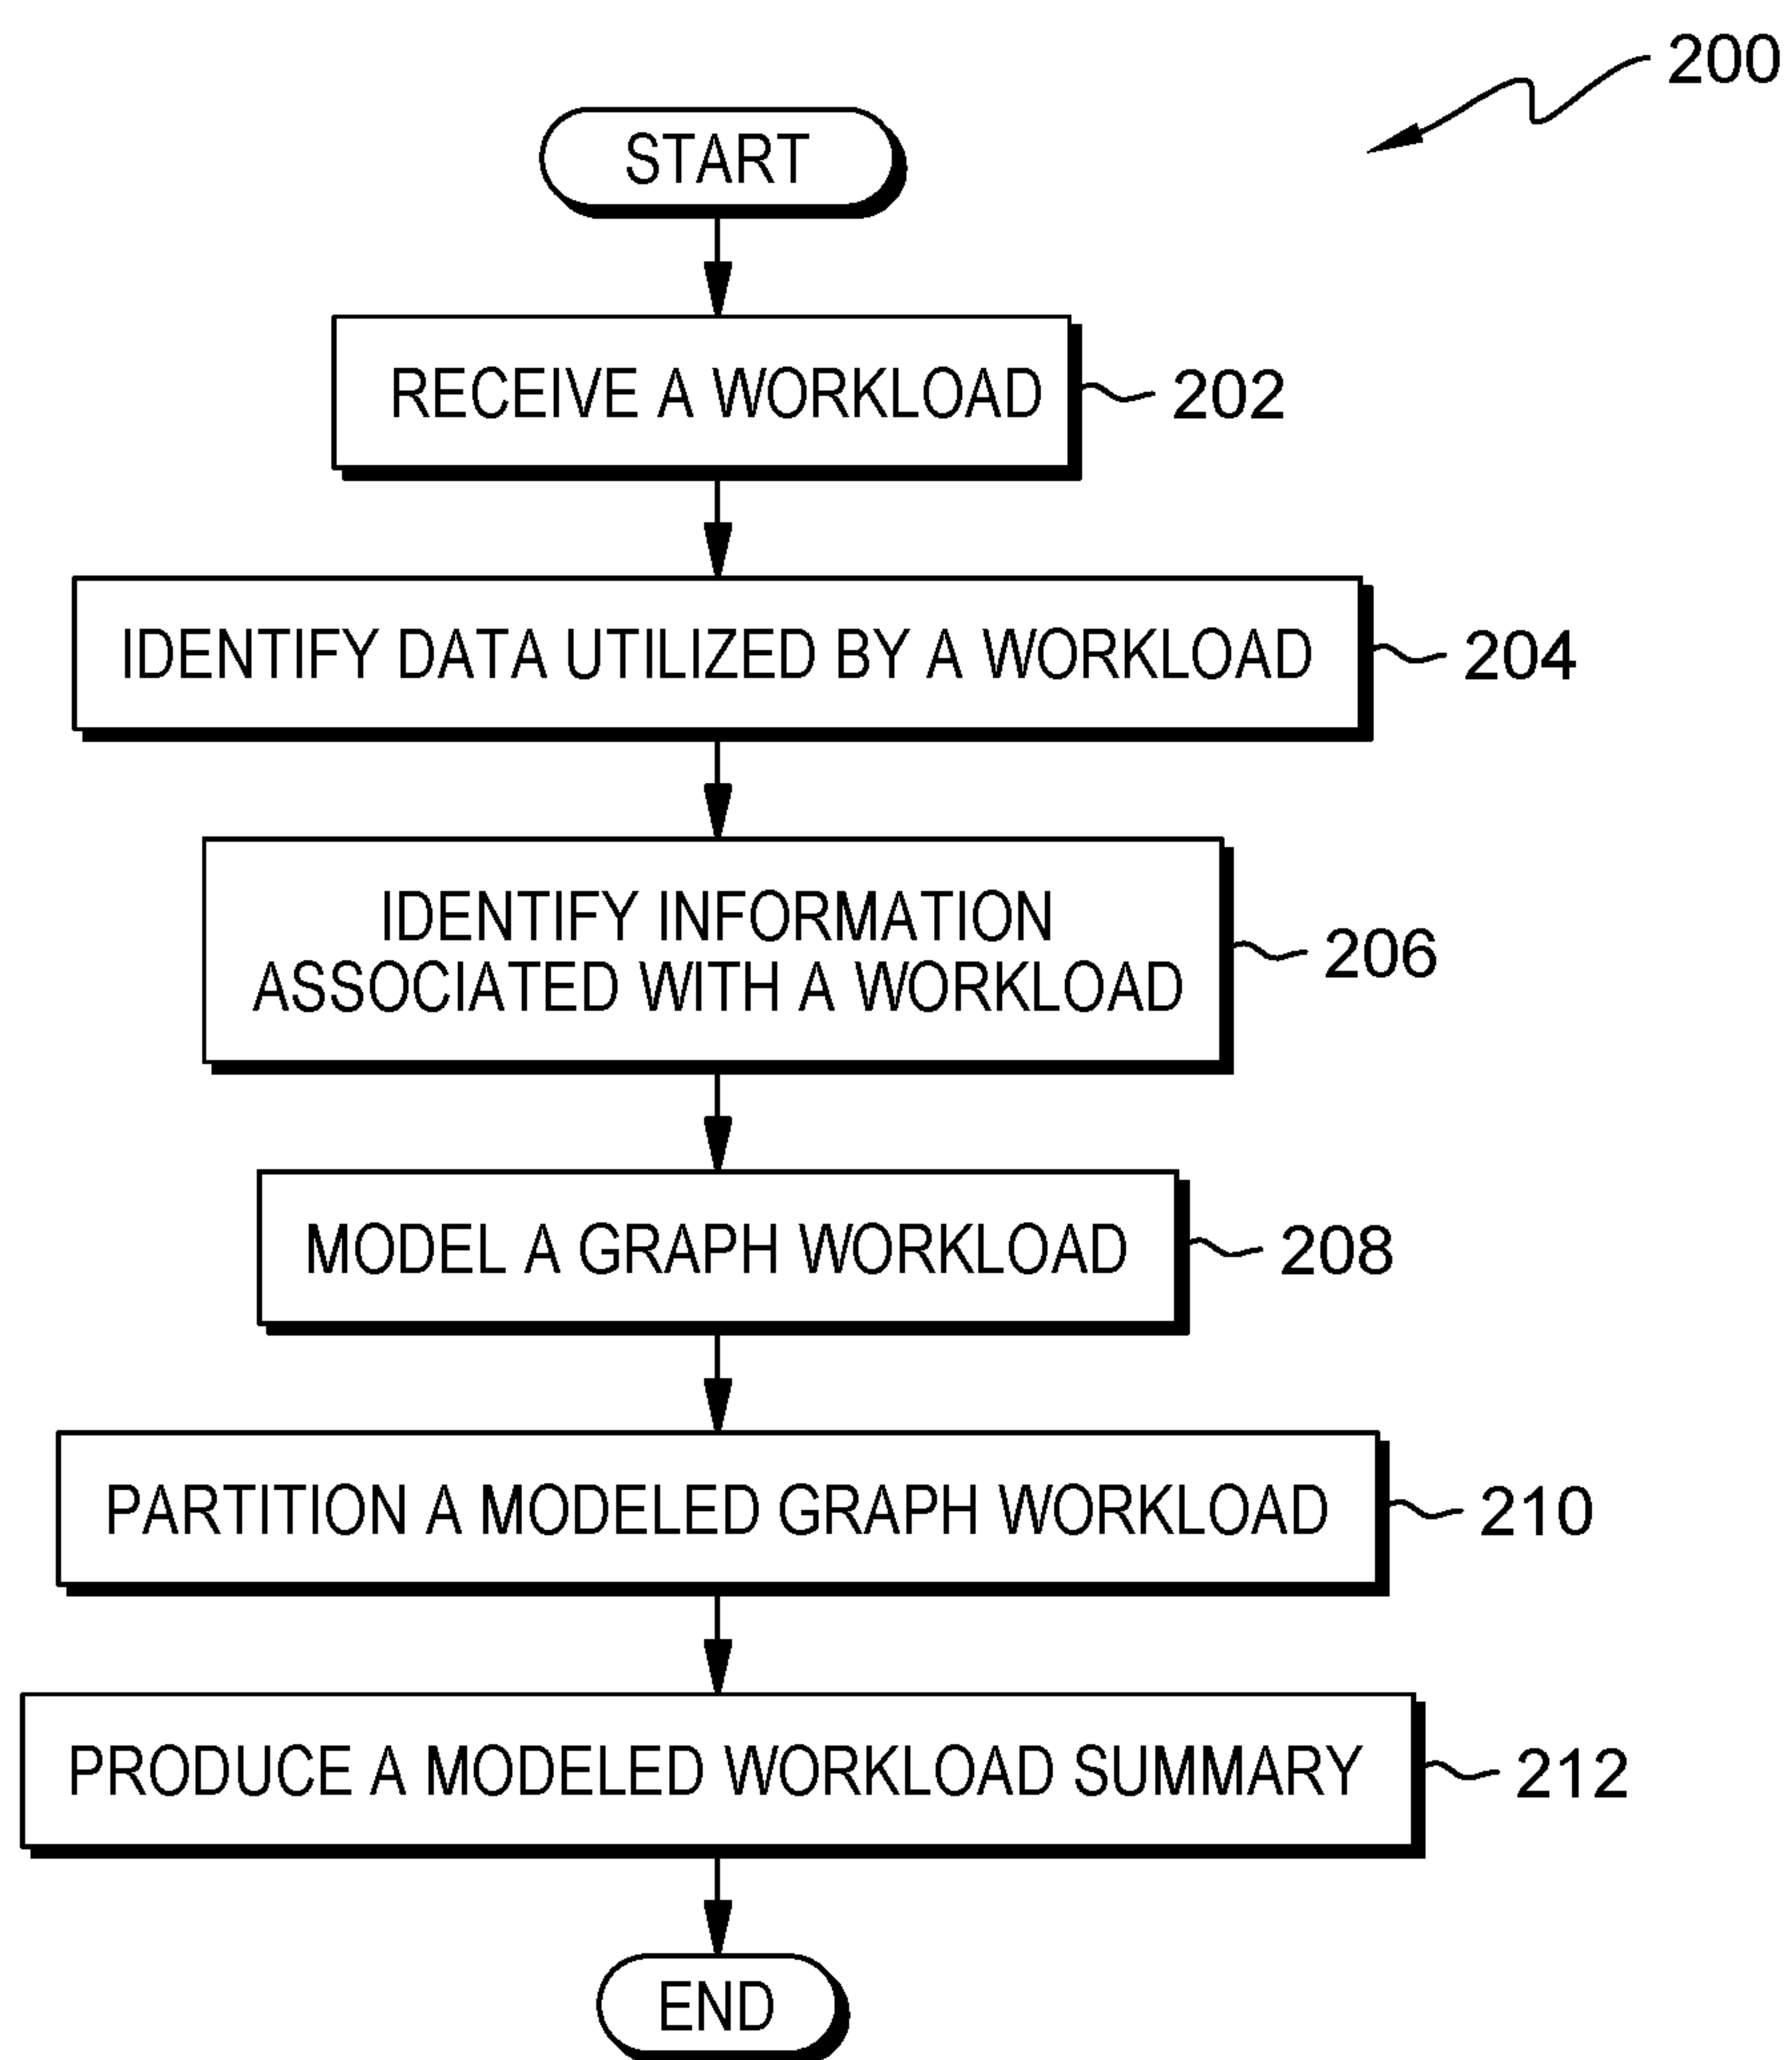 200
START
RECEIVE A WORKLOAD
202
IDENTIFY DATA UTILIZED BY A WORKLOAD
204
IDENTIFY INFORMATION
ASSOCIATED WITH A WORKLOAD
206
MODEL A GRAPH WORKLOAD
208
PARTITION A MODELED GRAPH WORKLOAD
210
PRODUCE A MODELED WORKLOAD SUMMARY
212
END